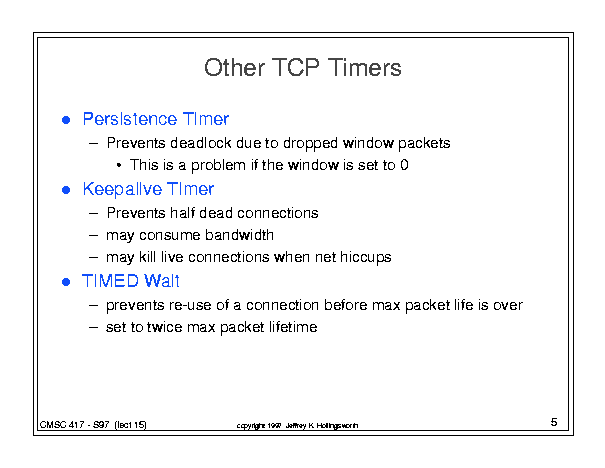 Other TCP Timers
● Persistence Timer
– Prevents deadlock due to dropped window packets
• This is a problem if the window is set to 0
● Keepalive Timer
– Prevents half dead connections
– may consume bandwidth
– may kill live connections when net hiccups
● TIMED Wait
– prevents re-use of a connection before max packet life is over
– set to twice max packet lifetime
CMSC 417 - S97 (lect 15)
copyright 1997 Jeffrey K. Hollingsworth
5